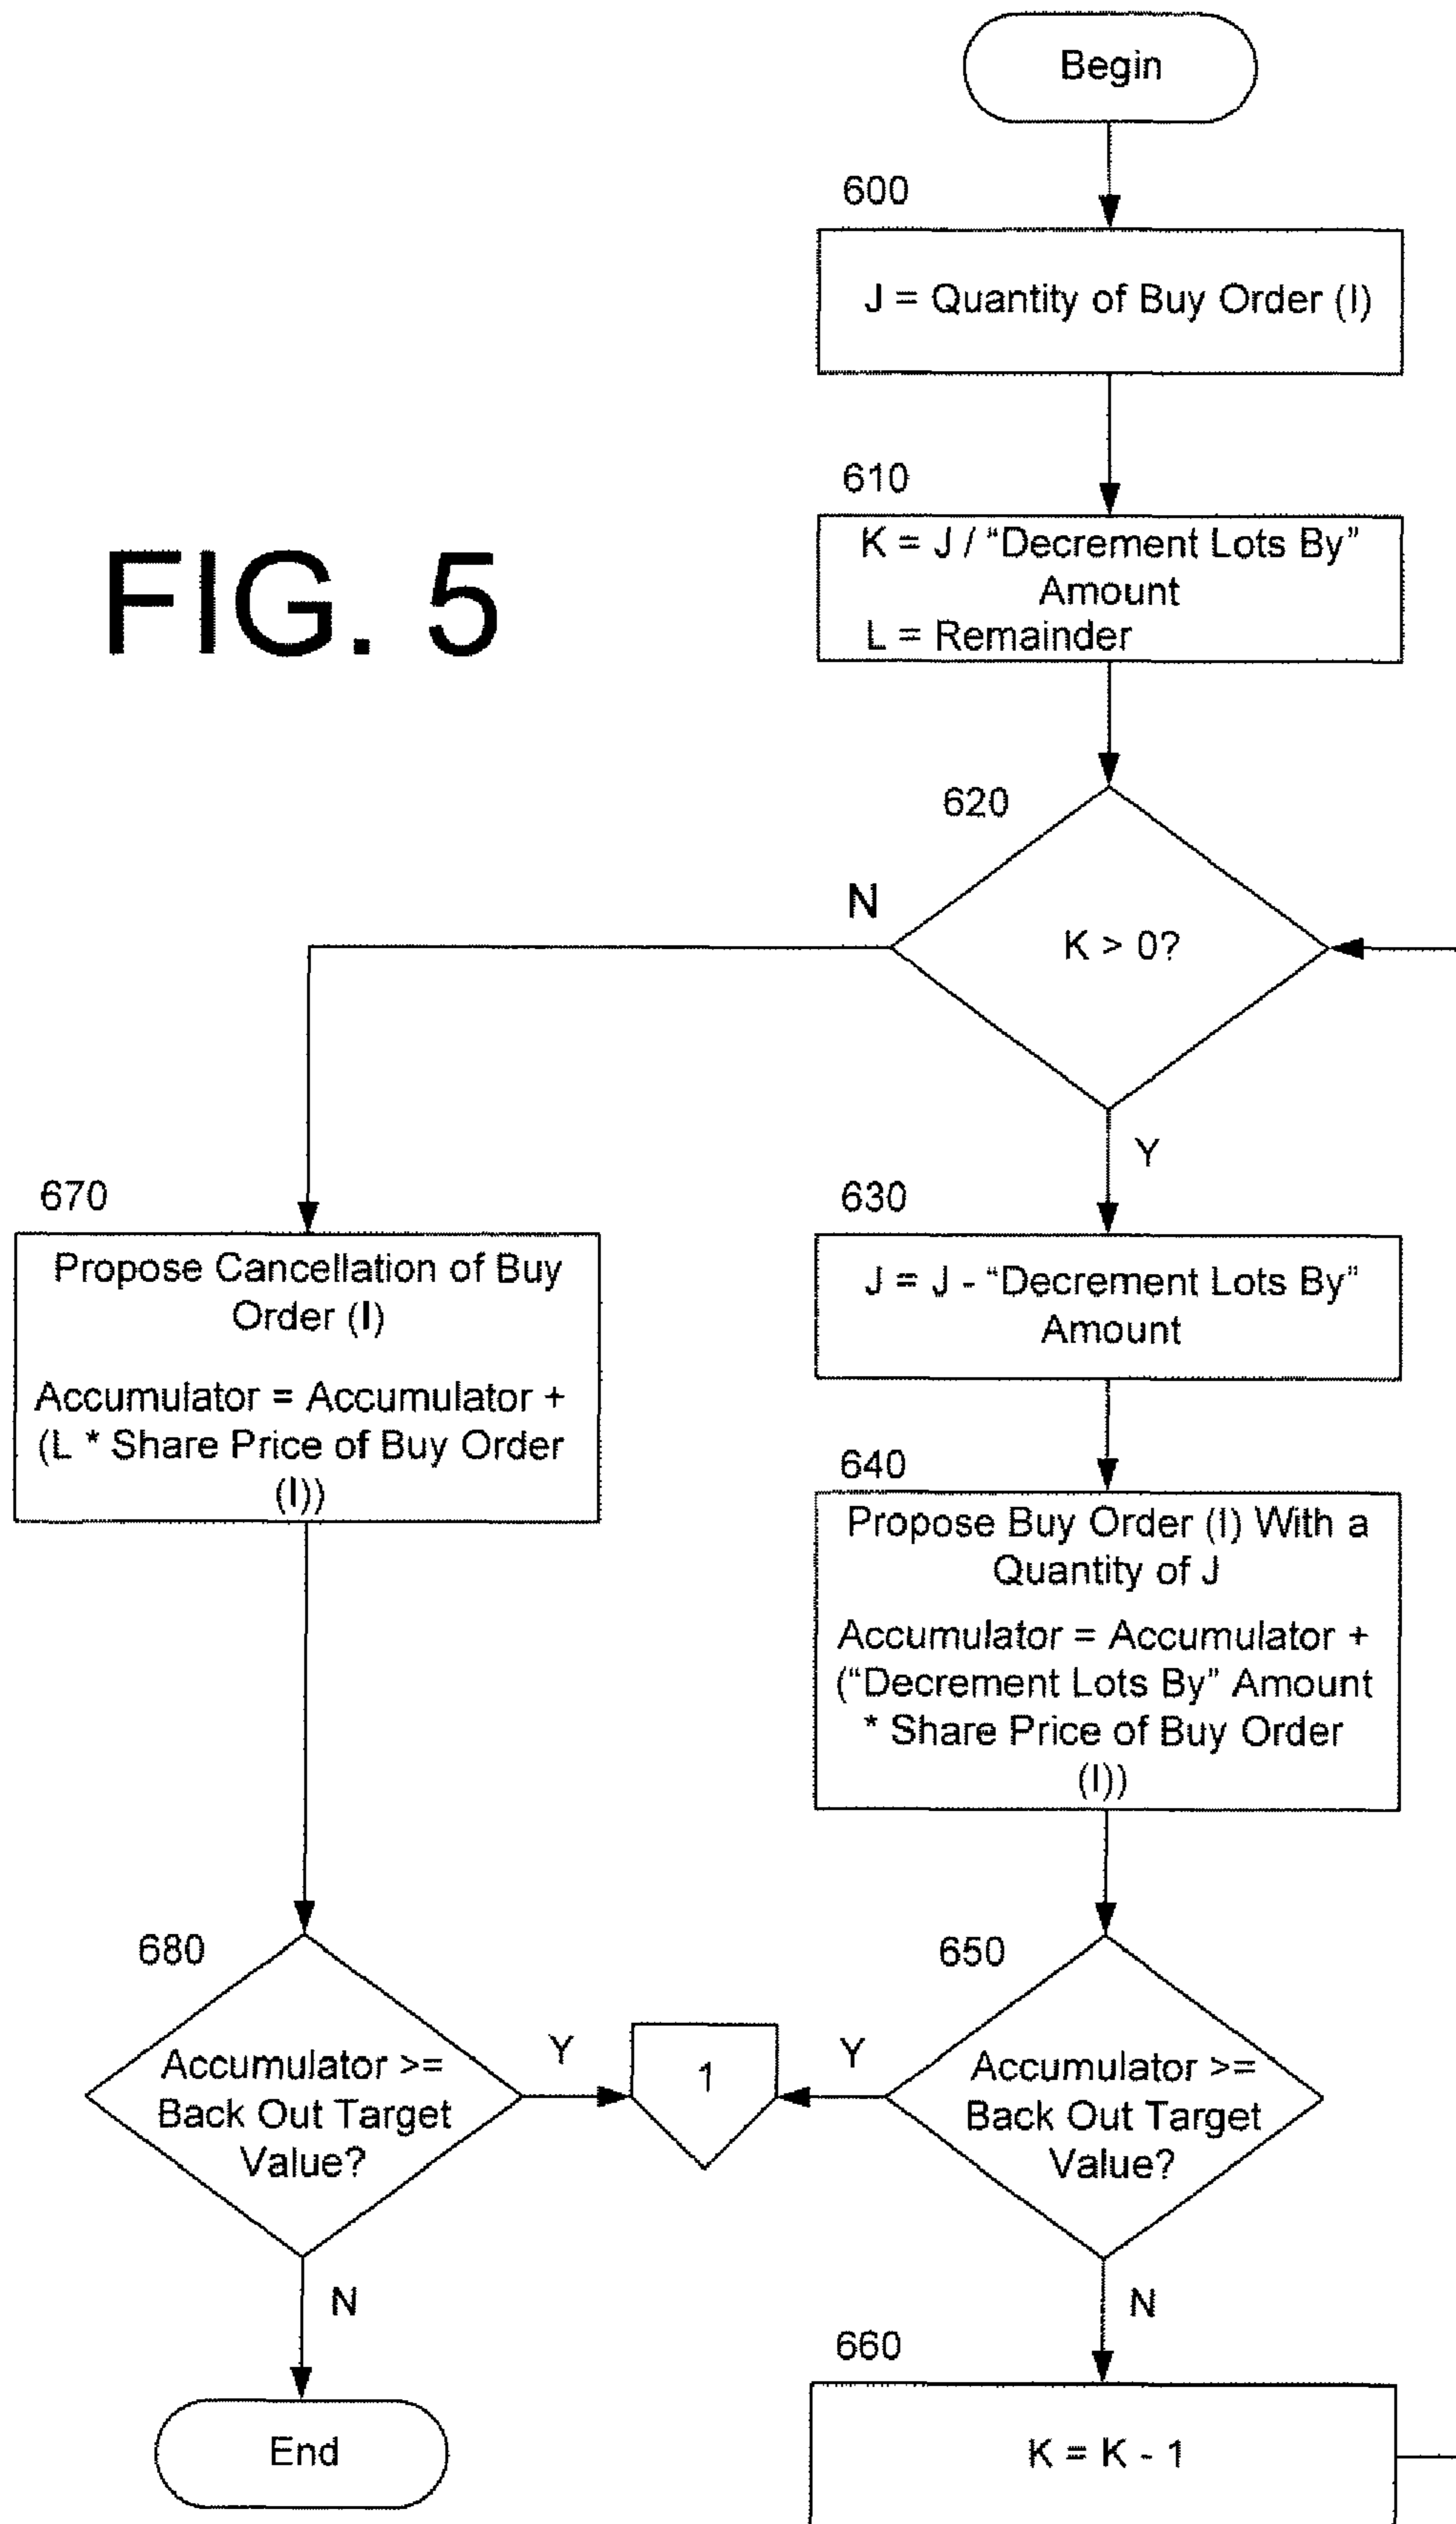 Begin
600
J = Quantity of Buy Order (I)
FIG. 5
610
K = J / “Decrement Lots By”
Amount
L = Remainder
620
N
K > 0?
Y
670
Propose Cancellation of Buy
Order (I)
Accumulator = Accumulator +
(L * Share Price of Buy Order
(I))
630
J = J - “Decrement Lots By”
Amount
640
Propose Buy Order (I) With a
Quantity of J
Accumulator = Accumulator +
(“Decrement Lots By” Amount
* Share Price of Buy Order
(I))
680
Accumulator >=
Back Out Target
Value?
Y
1
Y
650
Accumulator >=
Back Out Target
Value?
N
End
N
660
K = K - 1